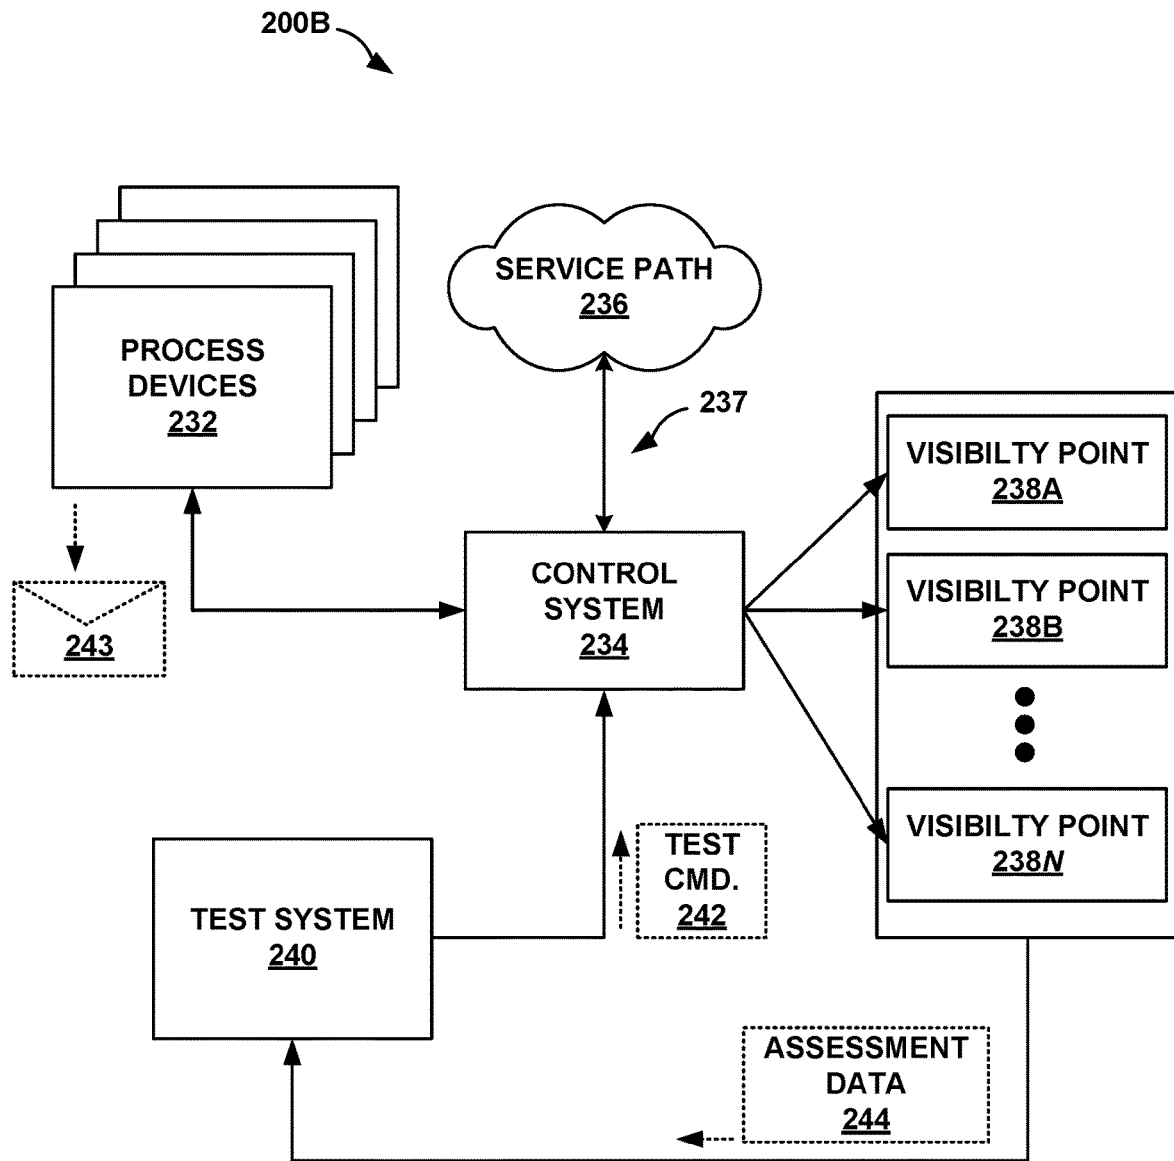 200B
SERVICE PATH
236
PROCESS
DEVICES
232
237
VISIBILTY POINT
238A
CONTROL
SYSTEM
234
VISIBILTY POINT
238B
243
VISIBILTY POINT
238N
TEST
CMD.
242
TEST SYSTEM
240
ASSESSMENT
DATA
244